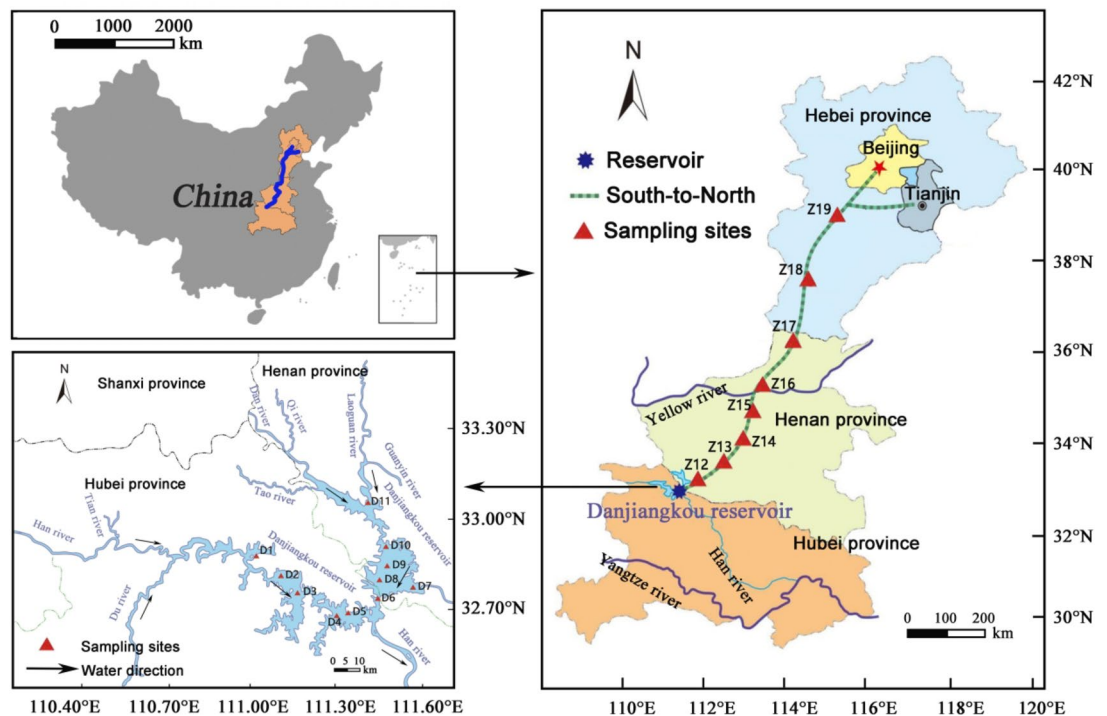 0 1000 2000
km
China
N
Reservoir
South-to-North
Sampling sites
Hebei province
Beijing
Tianjin
Z19
Z18
Z17
Z16
Yellow river
Z15
Henan province
Z14
Z13
Z12
Danjiangkou reservoir
Hubei province
Han river
Yangtze river
0 100 200
km
42°N
40°N
38°N
36°N
34°N
32°N
30°N
110°E 112°E 114°E 116°E 118°E 120°E
N
Shanxi province
Henan province
Dan river
Qi river
Laoguan river
Guanyin river
Danjiangkou reservoir
Hubei province
Tao river
Tian river
Han river
Du river
Danjiangkou reservoir
Han river
D11
D10
D9
D8
D7
D6
D1
D2
D3
D5
D4
Sampling sites
Water direction
0 5 10
km
33.30°N
33.00°N
32.70°N
110.40°E 110.70°E 111.00°E 111.30°E 111.60°E